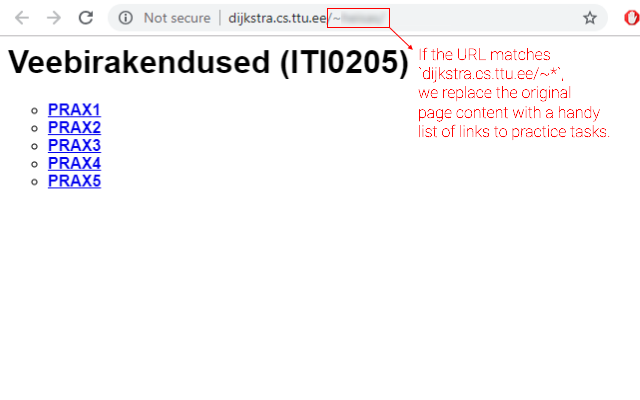 Not secure | dijkstra.cs.ttu.ee/~
Veebirakendused (ITI0205)
If the URL matches
`dijkstra.cs.ttu.ee/~*`,
we replace the original
page content with a handy
list of links to practice tasks.
PRAX1
PRAX2
PRAX3
PRAX4
PRAX5